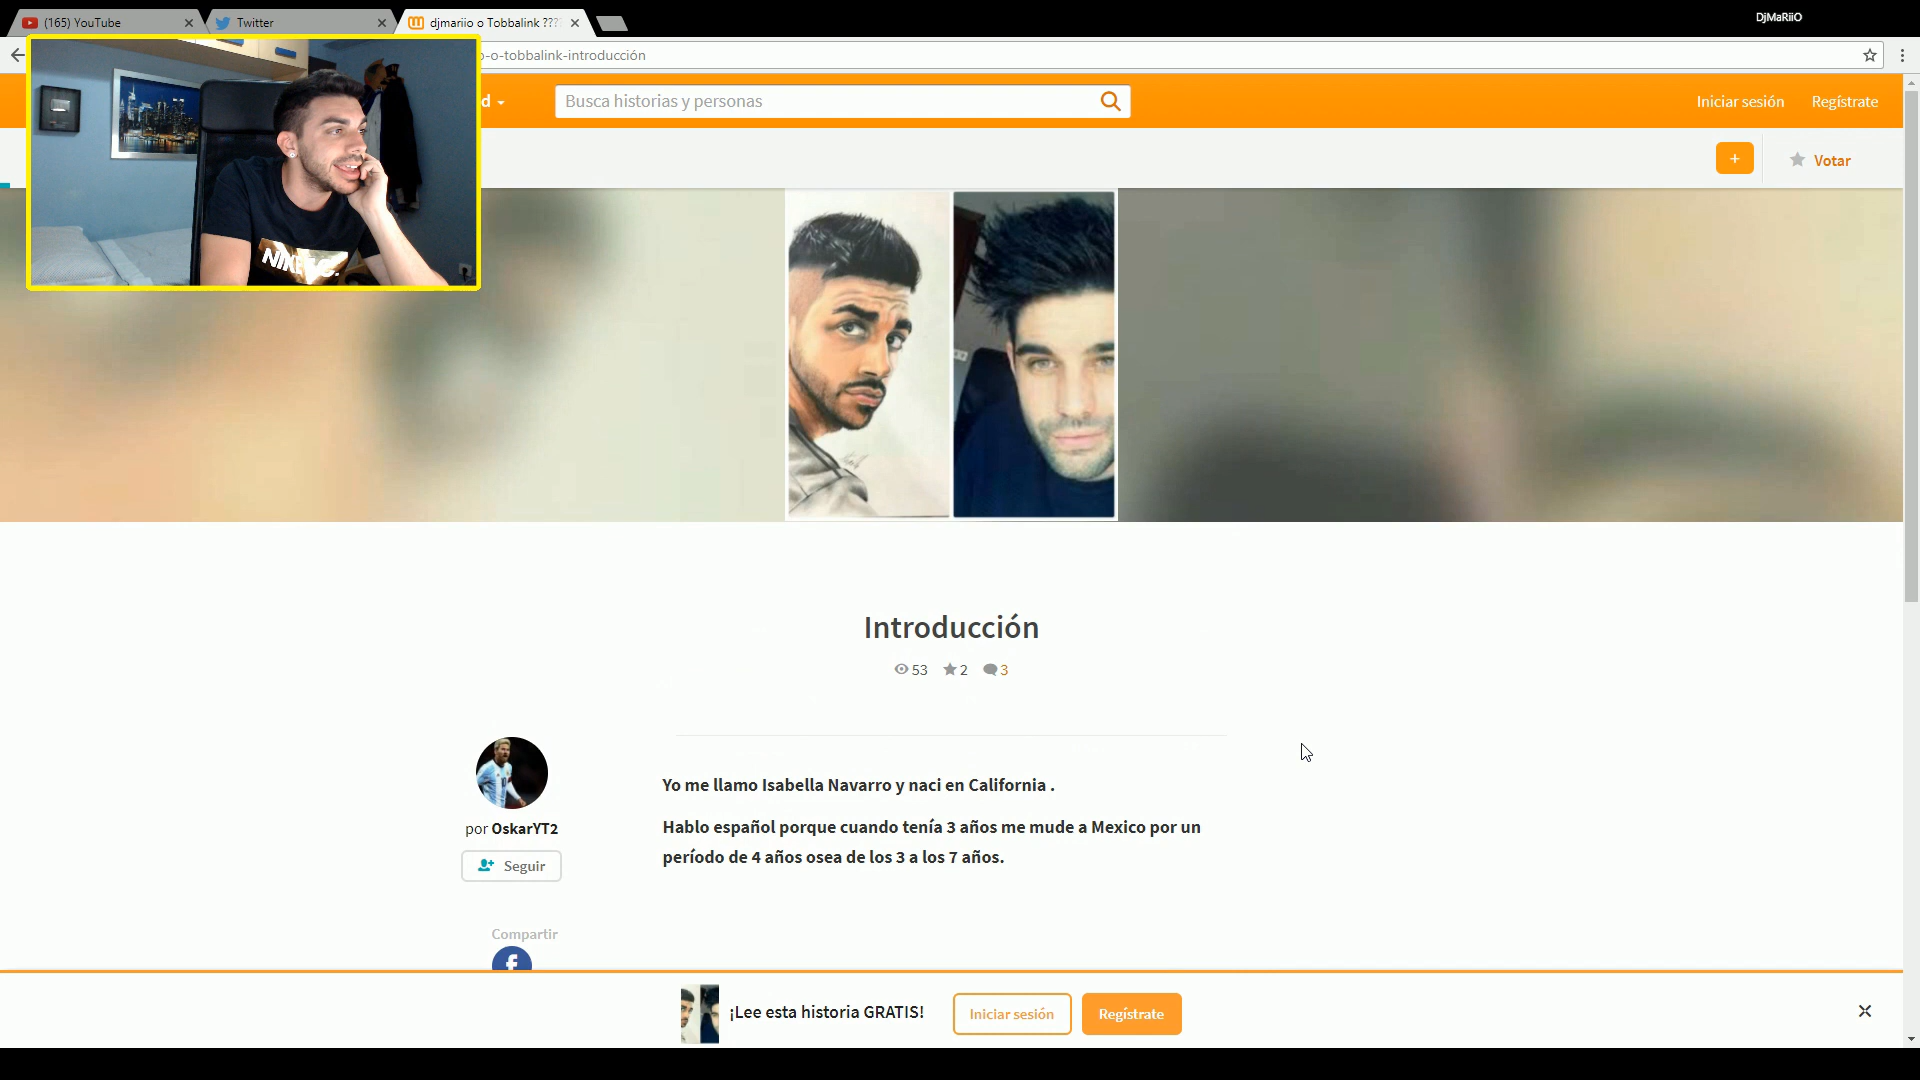 (165) YouTube
Twitter
djmariio o Tobbalink ???
DjMaRiiO
o-o-tobbalink-introducción
d
Busca historias y personas
Iniciar sesión
Regístrate
+
Votar
NIKE
Introducción
53
2
3
Yo me llamo Isabella Navarro y naci en California .
por OskarYT2
Hablo español porque cuando tenía 3 años me mude a Mexico por un
período de 4 años osea de los 3 a los 7 años.
Seguir
Compartir
f
¡Lee esta historia GRATIS!
Iniciar sesión
Regístrate